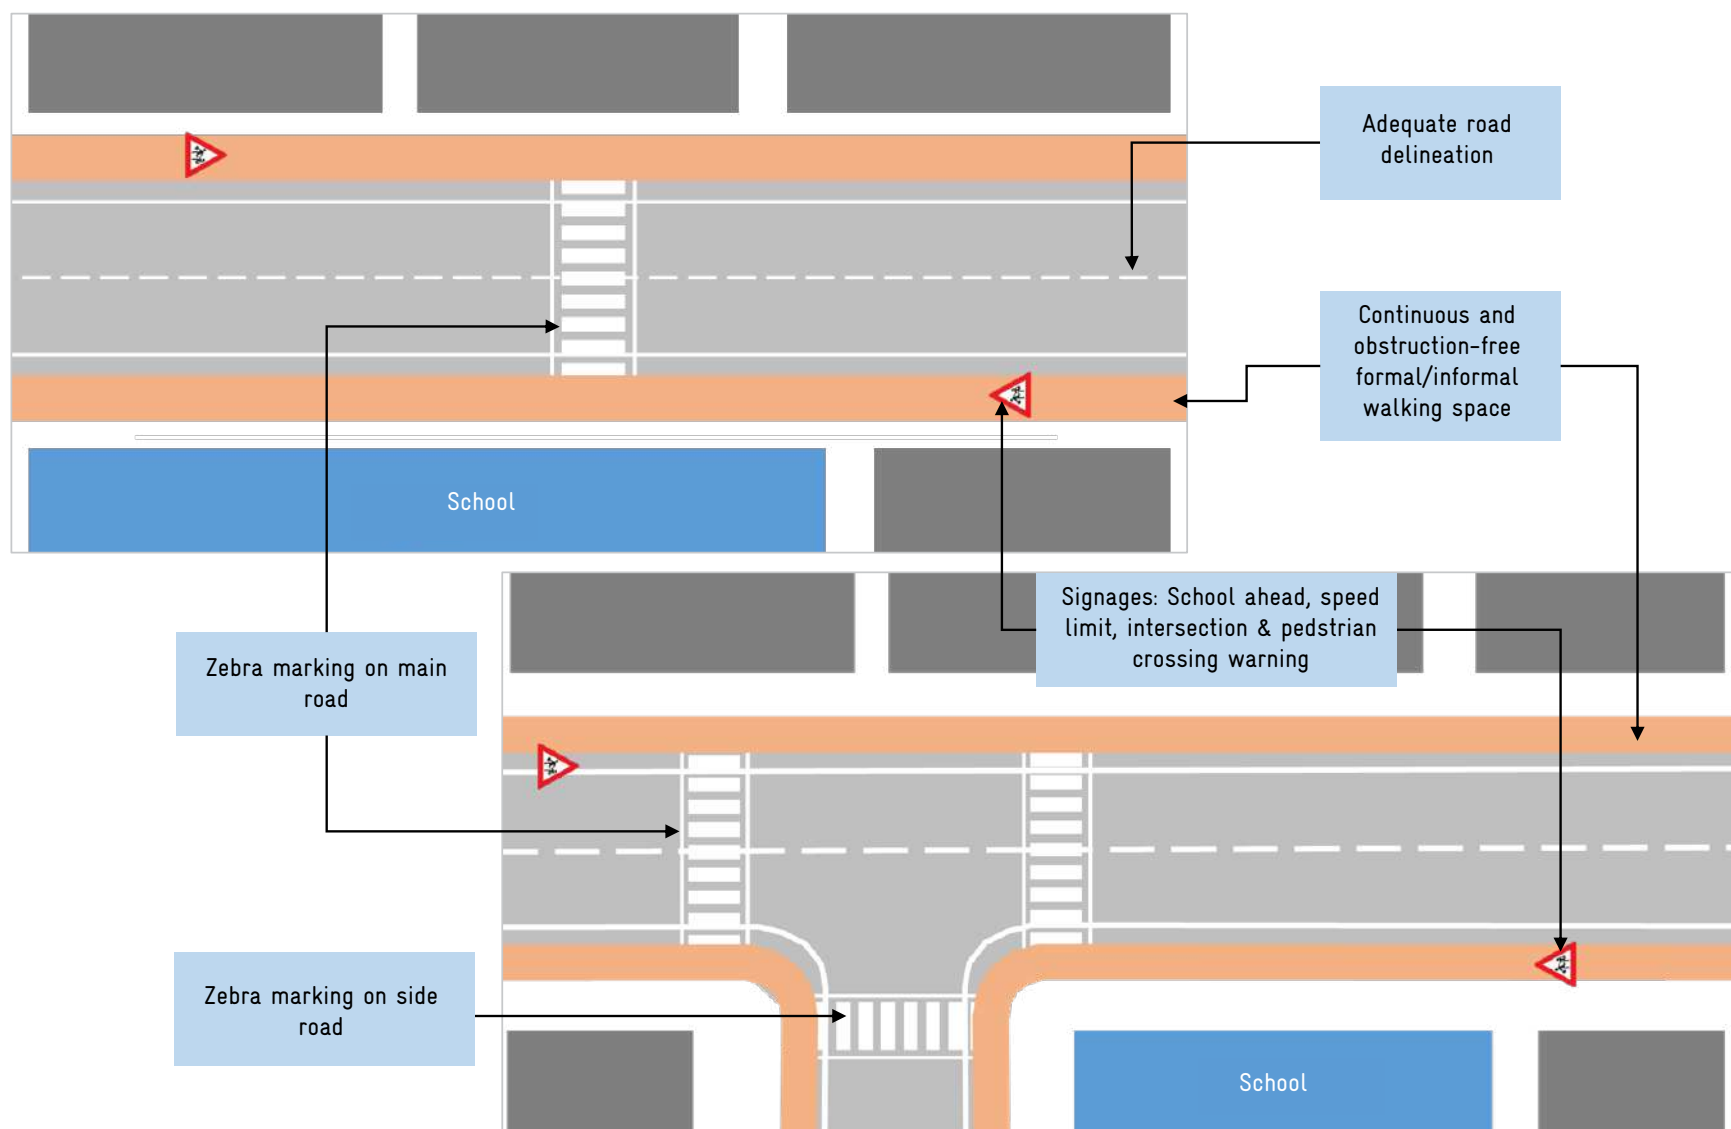 Adequate road
delineation
Continuous and
obstruction-free
formal/informal
walking space
School
Signages: School ahead, speed
limit, intersection & pedstrian
crossing warning
Zebra marking on main
road
Zebra marking on side
road
School